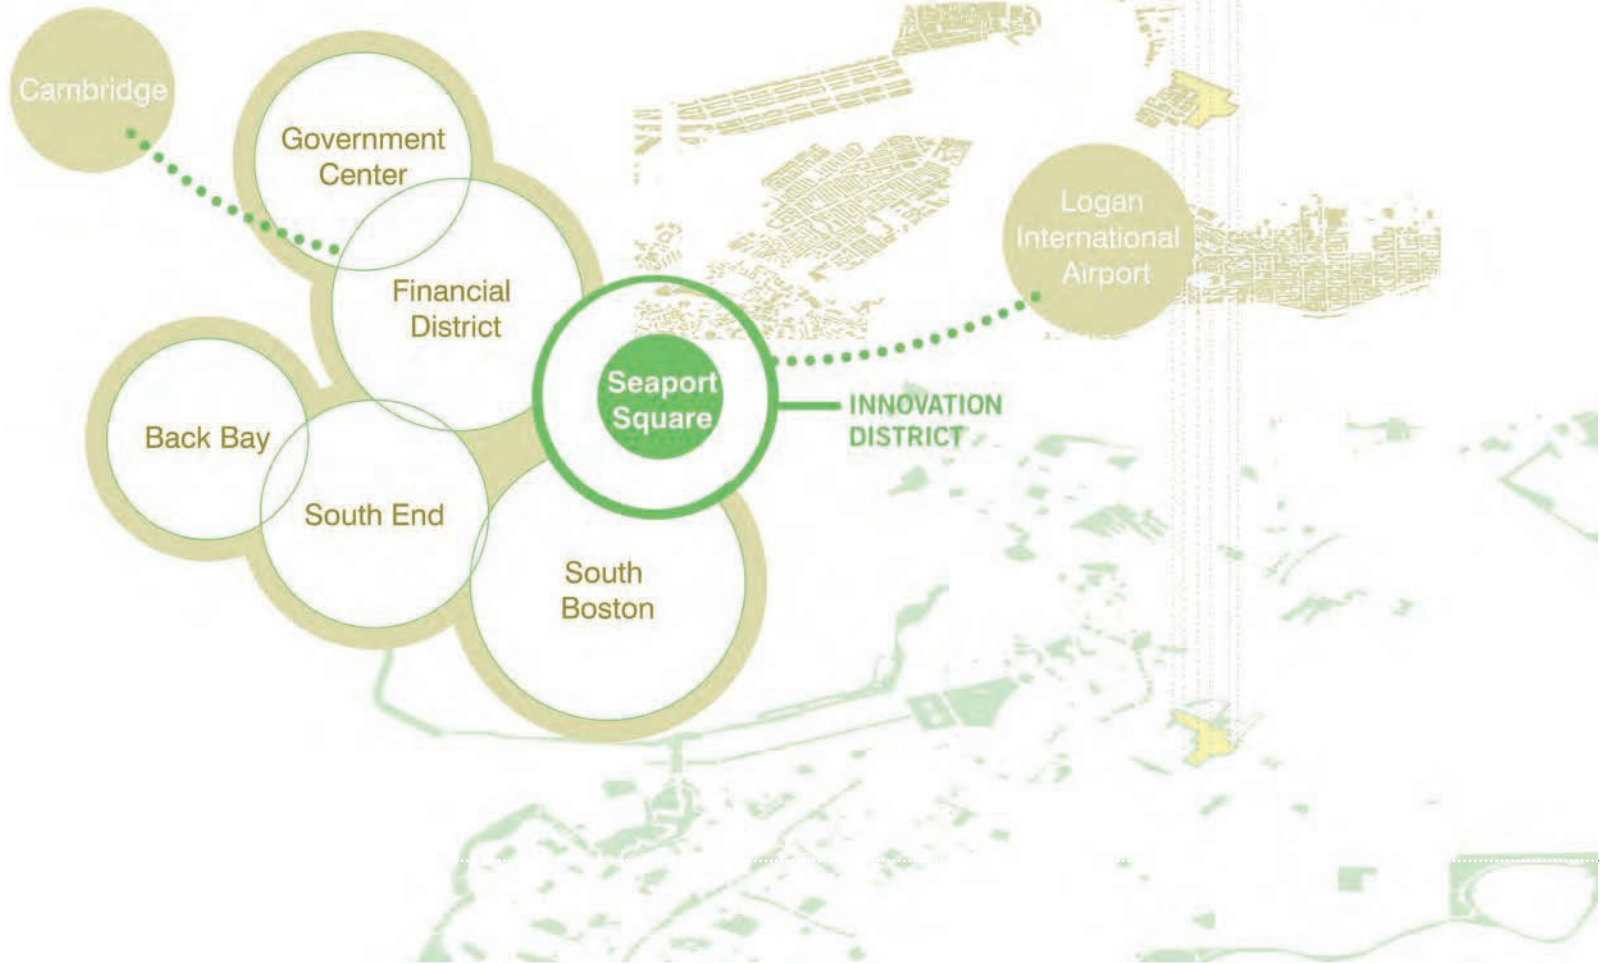 Cambridge
Government
Center
Logan
International
Airport
Financial
District
Seaport
Square
INNOVATION
DISTRICT
Back Bay
South End
South
Boston